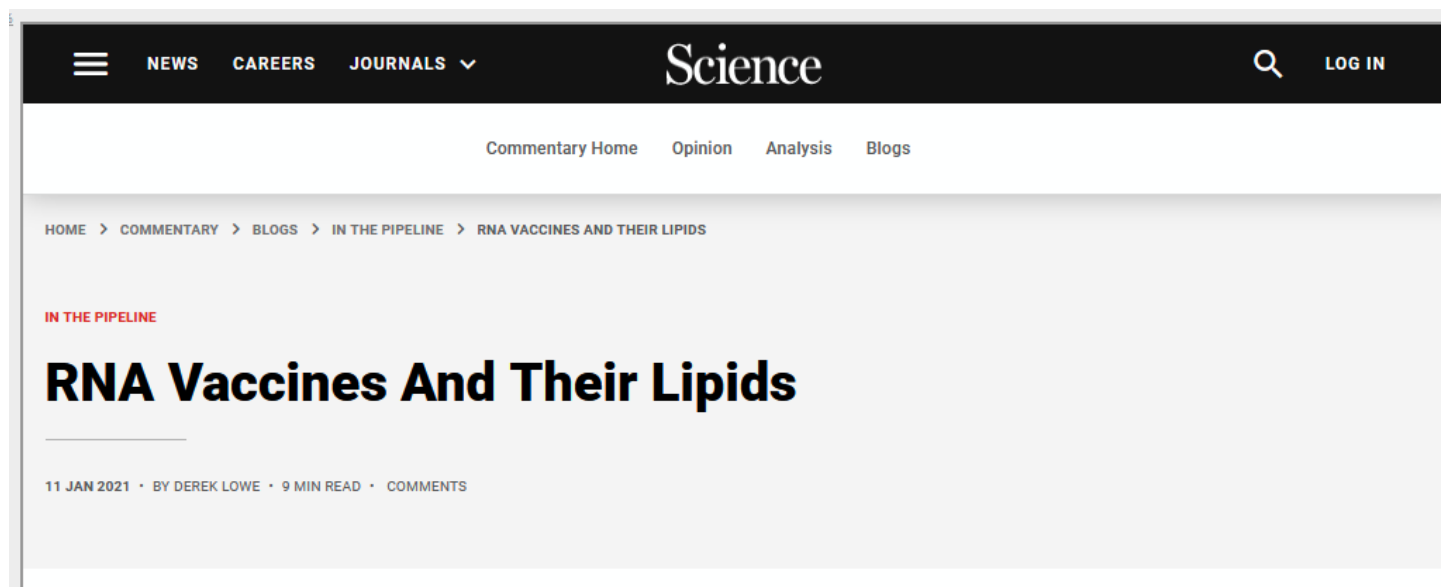 NEWS CAREERS JOURNALS Science LOG IN
Commentary Home Opinion Analysis Blogs
HOME > COMMENTARY > BLOGS > IN THE PIPELINE > RNA VACCINES AND THEIR LIPIDS
IN THE PIPELINE
RNA Vaccines And Their Lipids
11 JAN 2021 • BY DEREK LOWE • 9 MIN READ • COMMENTS